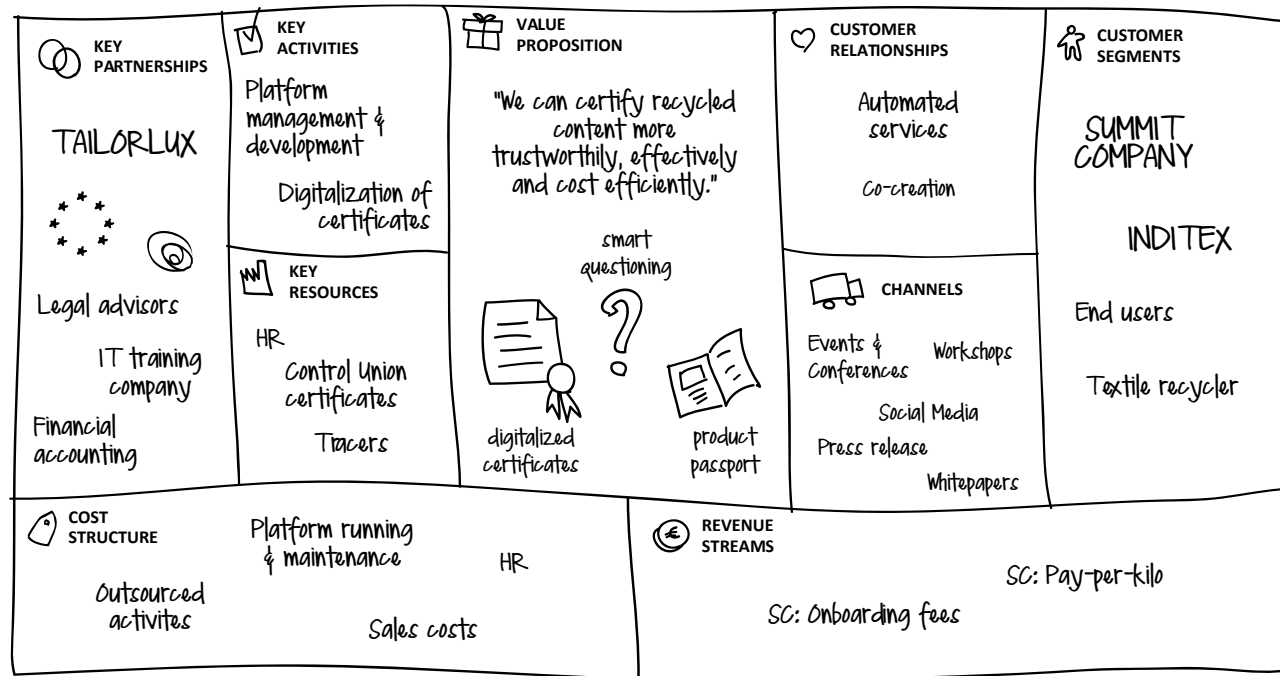 KEY
PARTNERSHIPS
TAILORLUX
Legal advisors
IT training
company
Financial
accounting
KEY
ACTIVITIES
Platform
management &
development
Digitalization of
certificates
KEY
RESOURCES
HR
Control Union
certificates
Tracers
VALUE
PROPOSITION
"We can certify recycled
content more
trustworthily, effectively
and cost efficiently."
smart
questioning
?
digitalized
certificates
product
passport
CUSTOMER
RELATIONSHIPS
Automated
services
Co-creation
CHANNELS
Events &
Conferences
Workshops
Social Media
Press release
Whitepapers
CUSTOMER
SEGMENTS
SUMMIT
COMPANY
INDITEX
End users
Textile recycler
COST
STRUCTURE
Platform running
& maintenance
HR
Outsourced
activites
Sales costs
€
REVENUE
STREAMS
SC: Pay-per-kilo
SC: Onboarding fees